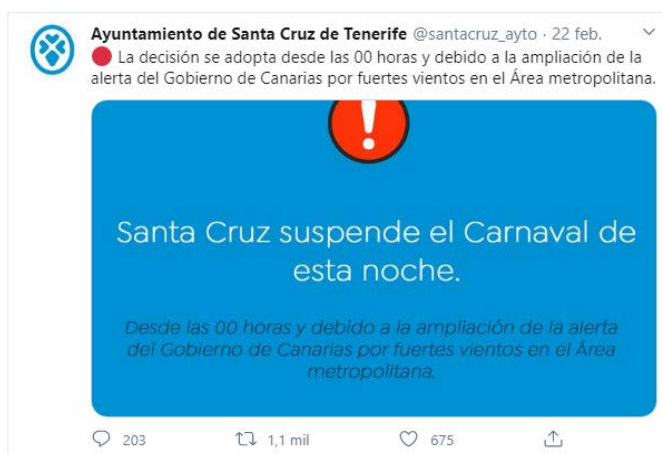 Ayuntamiento de Santa Cruz de Tenerife @santacruz_ayto · 22 feb.
🔴 La decisión se adopta desde las 00 horas y debido a la ampliación de la
alerta del Gobierno de Canarias por fuertes vientos en el Área metropolitana.
!
Santa Cruz suspende el Carnaval de
esta noche.
Desde las 00 horas y debido a la ampliación de la alerta
del Gobierno de Canarias por fuertes vientos en el Área
metropolitana.
203 1,1 mil 675